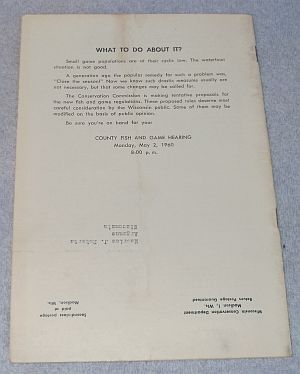 WHAT TO DO ABOUT IT?
Small game populations are at their cyclic low. The waterfowl
situation is not good.
A generation ago the popular remedy for such a problem was,
"Close the season!" Now we know such drastic measures usually are
not necessary, but that some changes may be called for.
The Conservation Commission is making tentative proposals for
the new fish and game regulations. These proposed rules deserve most
careful consideration by the Wisconsin public. Some of them may be
modified on the basis of public opinion.
Be sure you're on hand for your
COUNTY FISH AND GAME HEARING
Monday, May 2, 1960
8:00 p. m.
J. Roberts
Argonne
Wisconsin
Wisconsin Conservation Department
Madison 1, Wis.
Return Postage Guaranteed
Second-class postage
paid at
Madison, Wis.